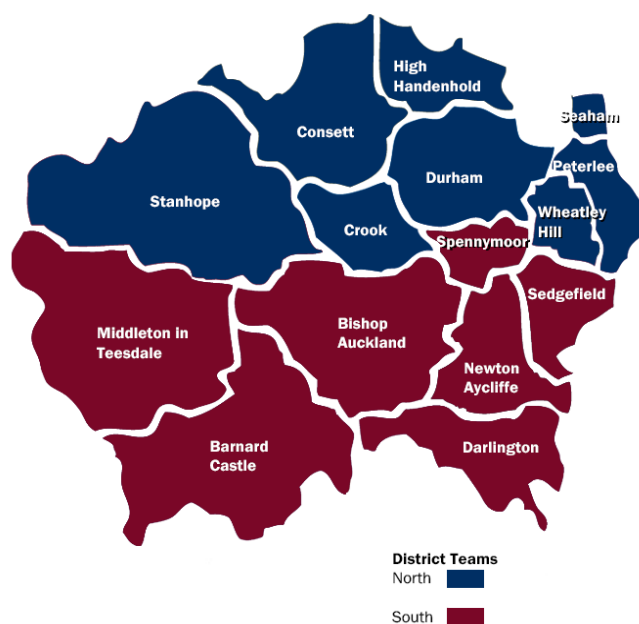 High
Handenhold
Seaham
Consett
Peterlee
Durham
Stanhope
Wheatley
Hill
Crook
Spennymoor
Sedgefield
Middleton in
Teesdale
Bishop
Auckland
Newton
Aycliffe
Barnard
Castle
Darlington
District Teams
North
South